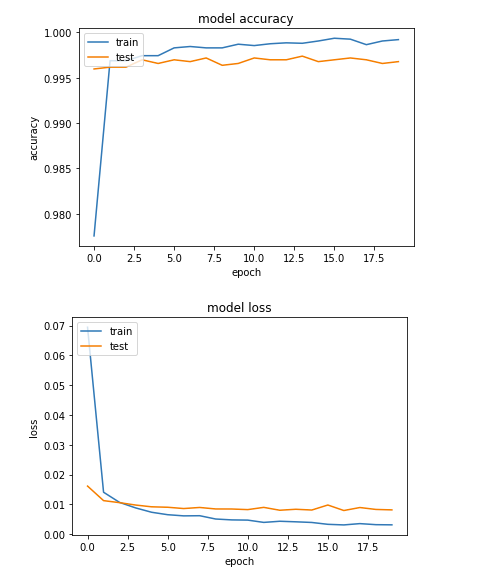 model accuracy
1.000
0.995
0.990
0.985
0.980
accuracy
train
test
0.0 2.5 5.0 7.5 10.0 12.5 15.0 17.5
epoch
model loss
0.07
0.06
0.05
0.04
0.03
0.02
0.01
0.00
loss
train
test
0.0 2.5 5.0 7.5 10.0 12.5 15.0 17.5
epoch